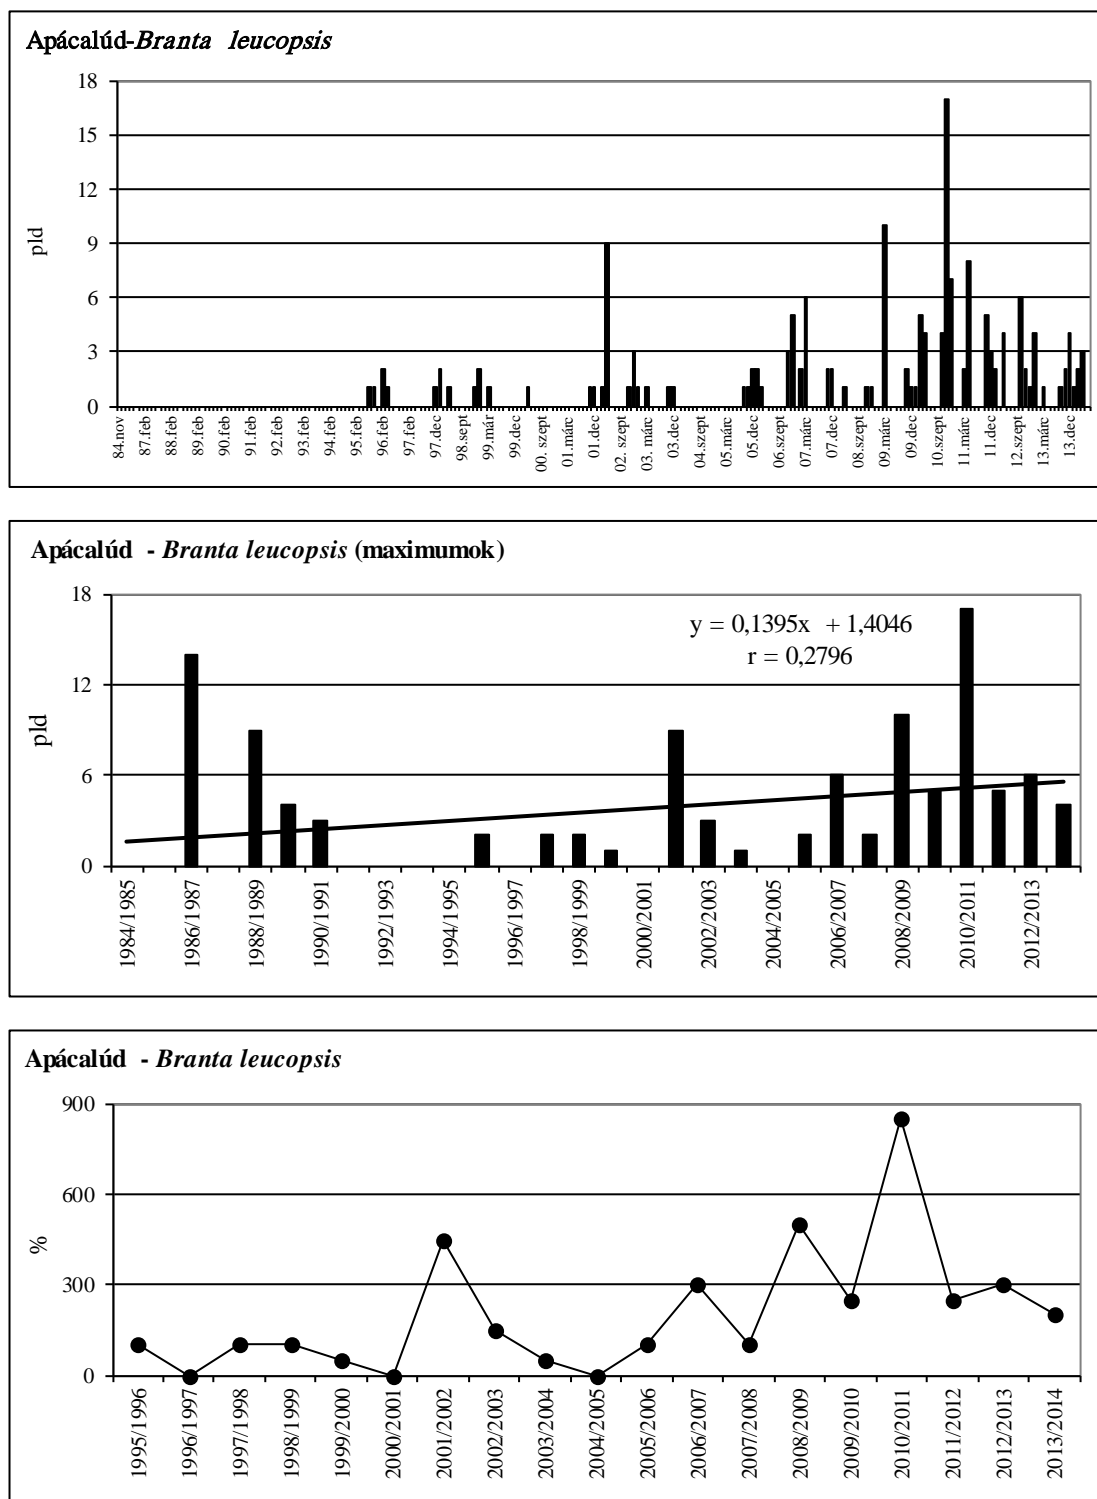 Apácalúd-Branta leucopsis
18
15
12
9
6
3
0
pld
84.nov
87.feb
88.feb
89.feb
90.feb
91.feb
92.feb
93.feb
94.feb
95.feb
96.feb
97.feb
97.dec
98.sept
99.már
99.dec
00. szept
01.márc
01.dec
02. szept
03. márc
03.dec
04.szept
05.márc
05.dec
06.szept
07.márc
07.dec
08.szept
09.márc
09.dec
10.szept
11.márc
11.dec
12.szept
13.márc
13.dec
Apácalúd - Branta leucopsis (maximumok)
y = 0,1395x + 1,4046
r = 0,2796
18
12
6
0
pld
1984/1985
1986/1987
1988/1989
1990/1991
1992/1993
1994/1995
1996/1997
1998/1999
2000/2001
2002/2003
2004/2005
2006/2007
2008/2009
2010/2011
2012/2013
Apácalúd - Branta leucopsis
900
600
300
0
%
1995/1996
1996/1997
1997/1998
1998/1999
1999/2000
2000/2001
2001/2002
2002/2003
2003/2004
2004/2005
2005/2006
2006/2007
2007/2008
2008/2009
2009/2010
2010/2011
2011/2012
2012/2013
2013/2014